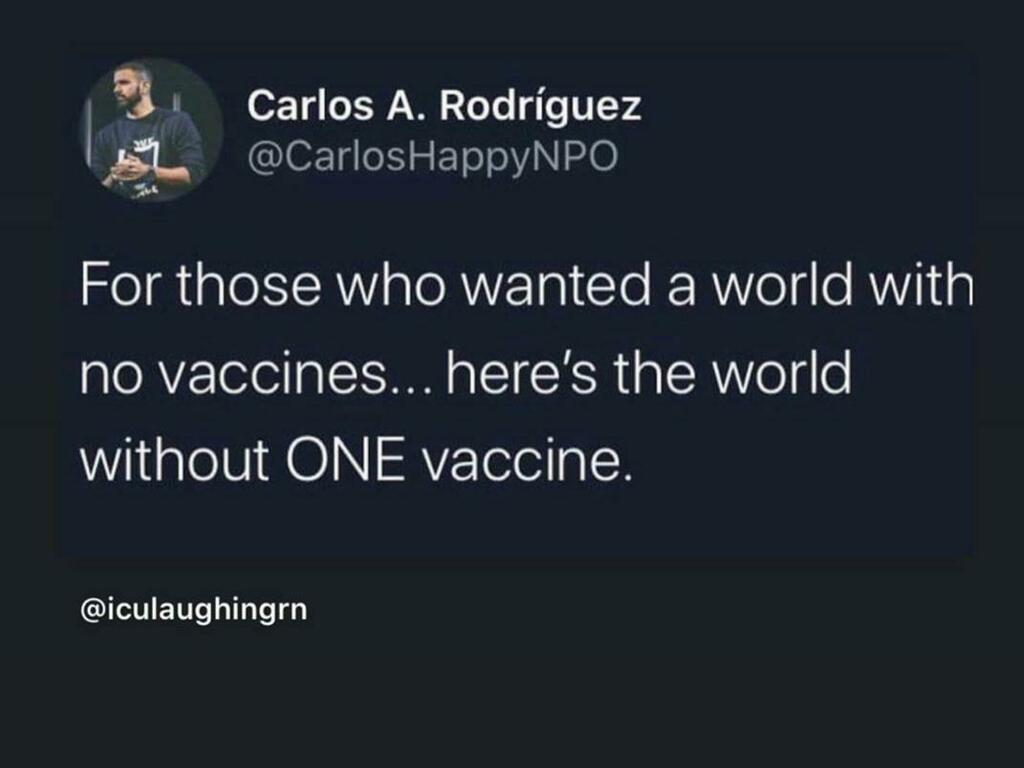 Carlos A. Rodríguez
@CarlosHappyNPO
For those who wanted a world with
no vaccines... here's the world
without ONE vaccine.
@iculaughingrn